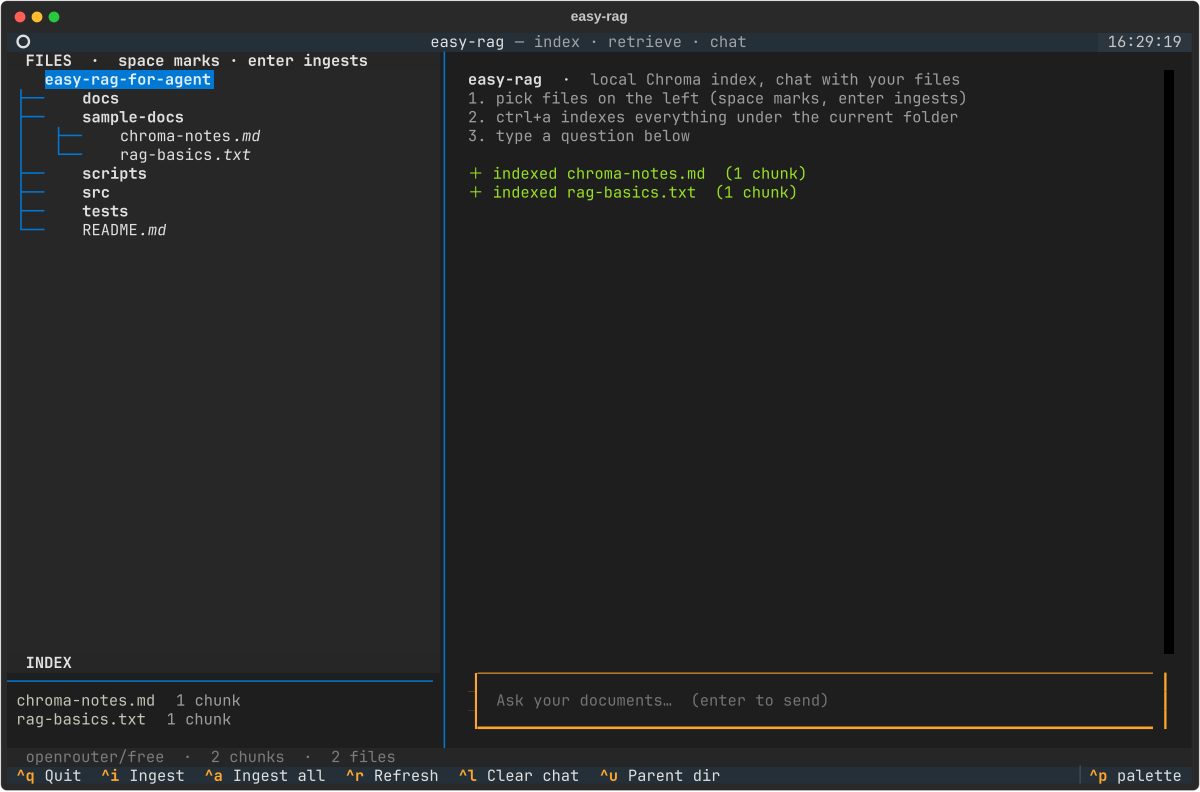 easy-rag
easy-rag — index · retrieve · chat
16:29:19
FILES · space marks · enter ingests
easy-rag-for-agent
docs
sample-docs
chroma-notes.md
rag-basics.txt
scripts
src
tests
README.md
INDEX
chroma-notes.md 1 chunk
rag-basics.txt 1 chunk
openrouter/free · 2 chunks · 2 files
easy-rag · local Chroma index, chat with your files
1. pick files on the left (space marks, enter ingests)
2. ctrl+a indexes everything under the current folder
3. type a question below
+ indexed chroma-notes.md (1 chunk)
+ indexed rag-basics.txt (1 chunk)
Ask your documents… (enter to send)
^q Quit ^i Ingest ^a Ingest all ^r Refresh ^l Clear chat ^u Parent dir ^p palette